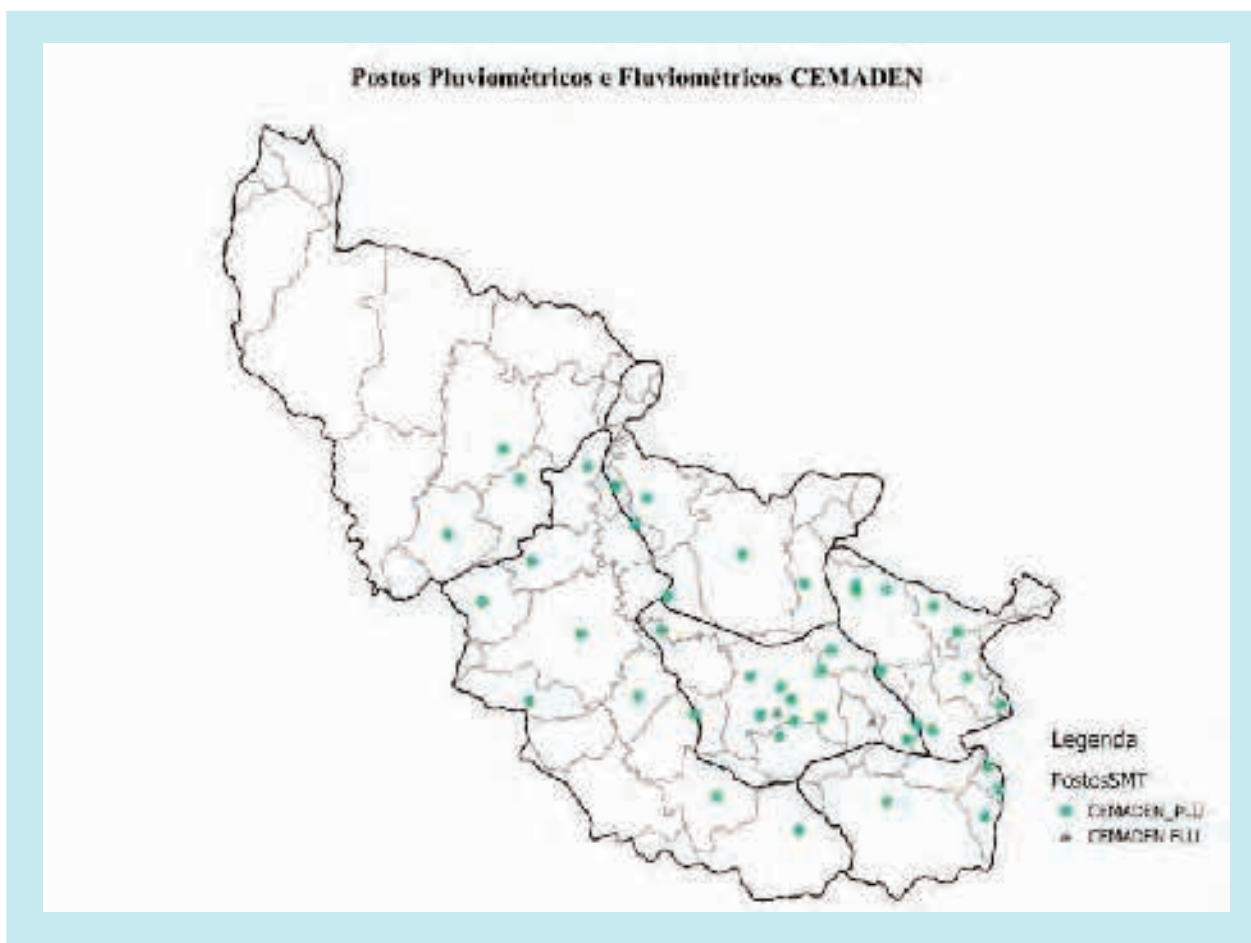 Postos Pluviométricos e Fluviométricos CEMADEN
Legenda
PostosSMT
CEMADEN_PLU
CEMADEN FLU